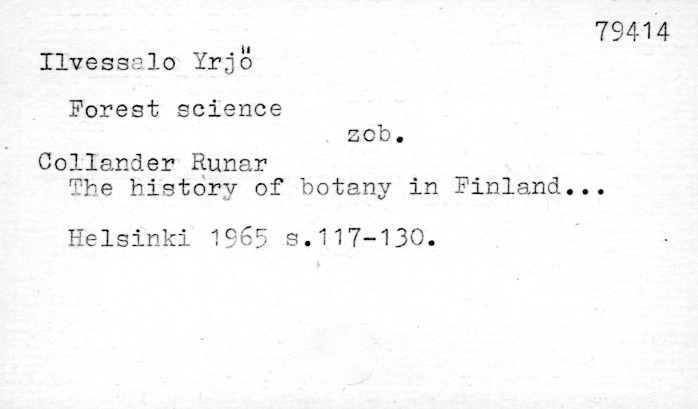 79414
Ilvessalo Yrjö
Forest science
zob.
Collander Runar
The history of botany in Finland...
Helsinki 1965 s.117-130.